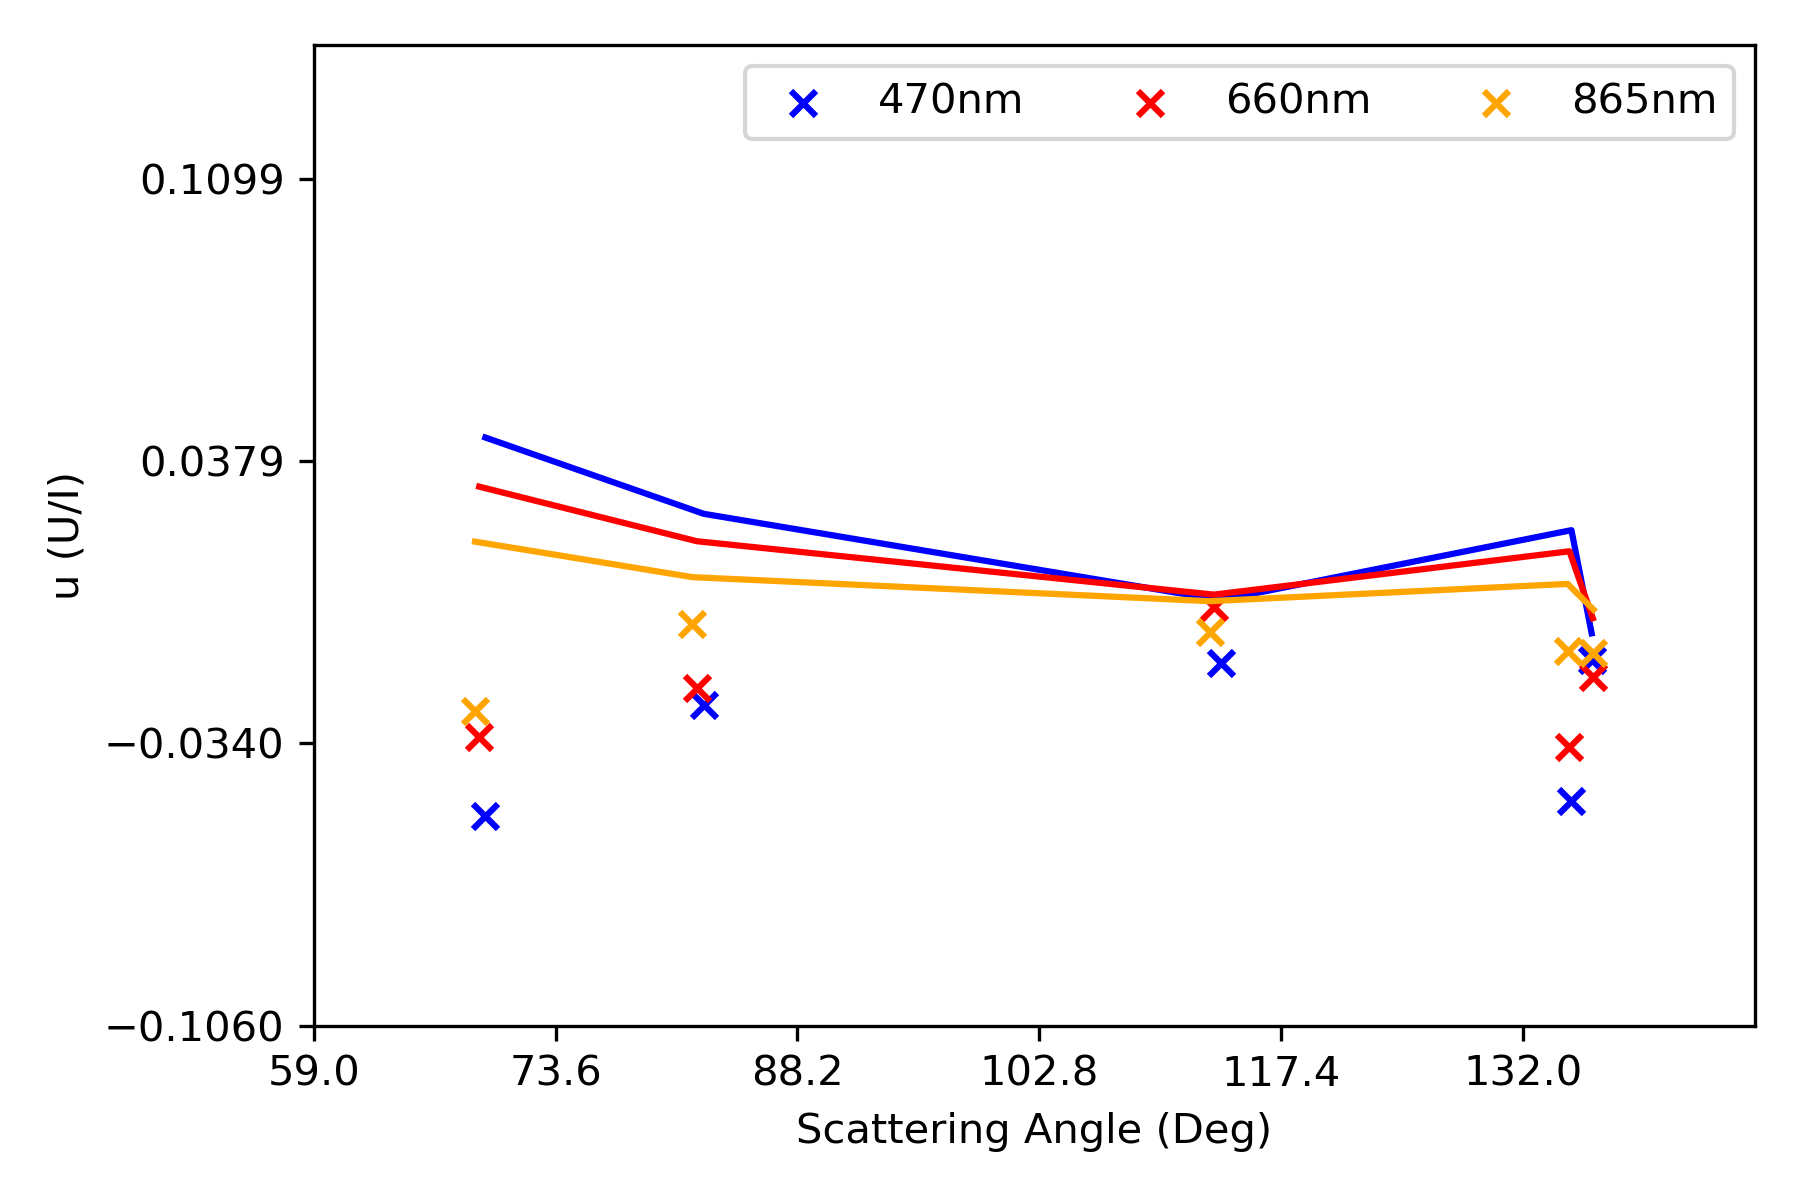 470nm 660nm 865nm
0.1099
0.0379
−0.0340
−0.1060
u (U/I)
59.0 73.6 88.2 102.8 117.4 132.0
Scattering Angle (Deg)